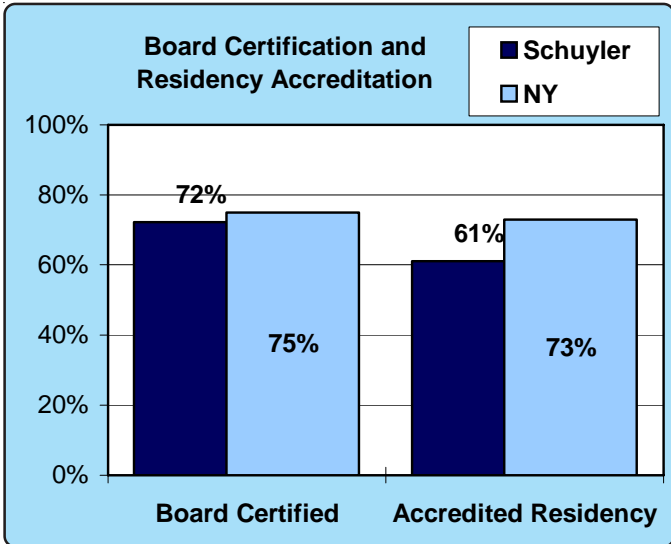 Board Certification and
Residency Accreditation
Schuyler
NY
100%
80%
60%
40%
20%
0%
72%
75%
61%
73%
Board Certified
Accredited Residency